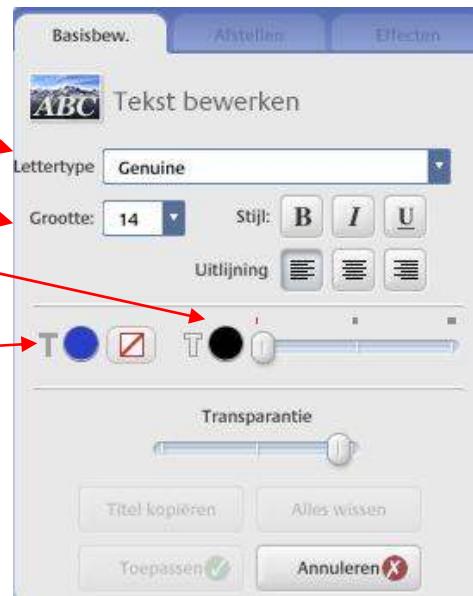 Basisbew. Afstellen Effecten
ABC Tekst bewerken
Lettertype Genuine
Grootte: 14 Stijl: B I U
Uitlijning
T T
Transparantie
Titel kopiëren Alles wissen
Toepassen Annuleren